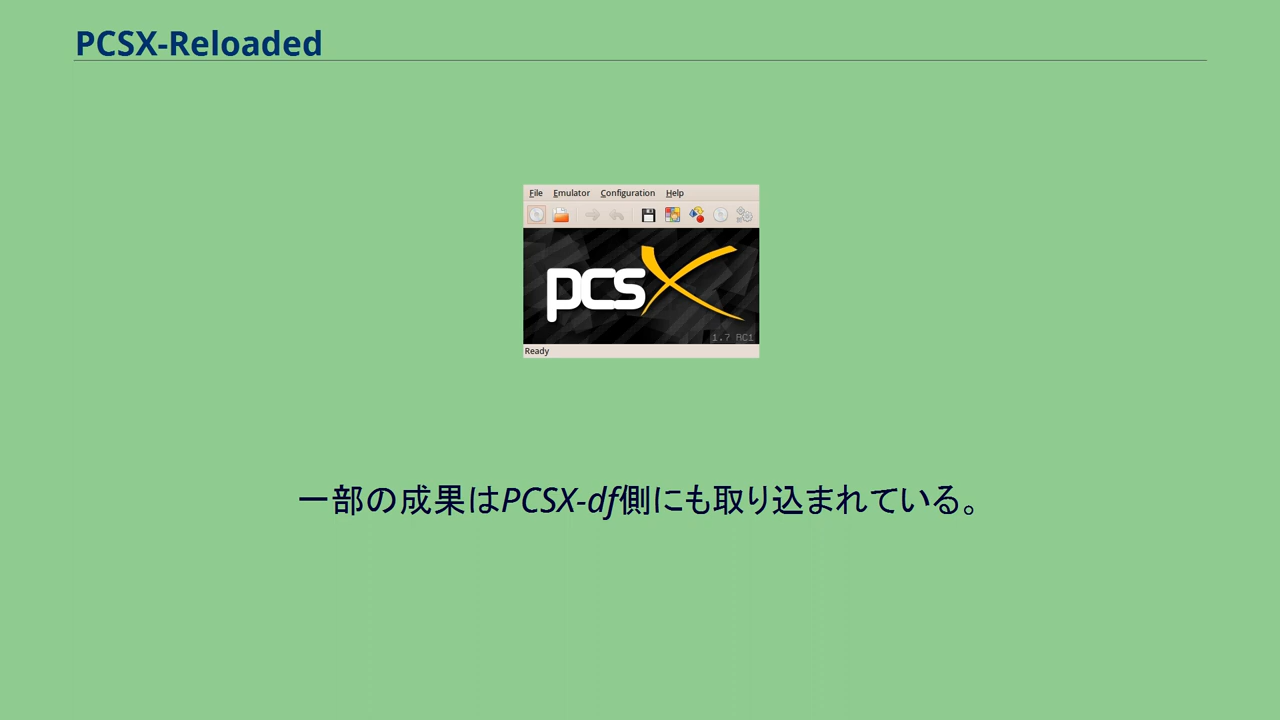 PCSX-Reloaded
File Emulator Configuration Help
pcsx
1.7 RC1
Ready
一部の成果はPCSX-df側にも取り込まれている。